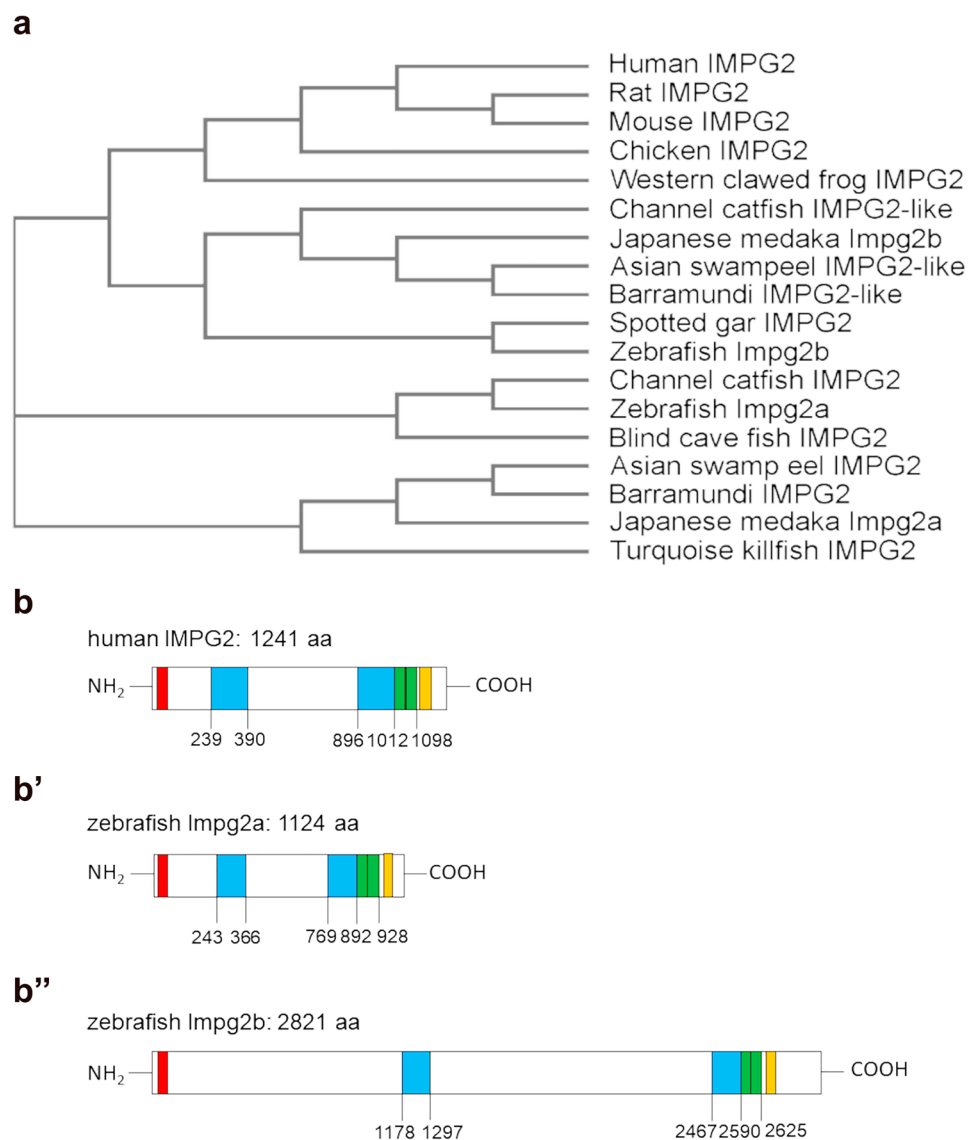 a
Human IMPG2
Rat IMPG2
Mouse IMPG2
Chicken IMPG2
Western clawed frog IMPG2
Channel catfish IMPG2-like
Japanese medaka Impg2b
Asian swampeel IMPG2-like
Barramundi IMPG2-like
Spotted gar IMPG2
Zebrafish Impg2b
Channel catfish IMPG2
Zebrafish Impg2a
Blind cave fish IMPG2
Asian swamp eel IMPG2
Barramundi IMPG2
Japanese medaka Impg2a
Turquoise killfish IMPG2
b
human IMPG2: 1241 aa
NH2 COOH
239 390 896 1012 1098
b’
zebrafish Impg2a: 1124 aa
NH2 COOH
243 366 769 892 928
b’’
zebrafish Impg2b: 2821 aa
NH2 COOH
1178 1297 2467 2590 2625